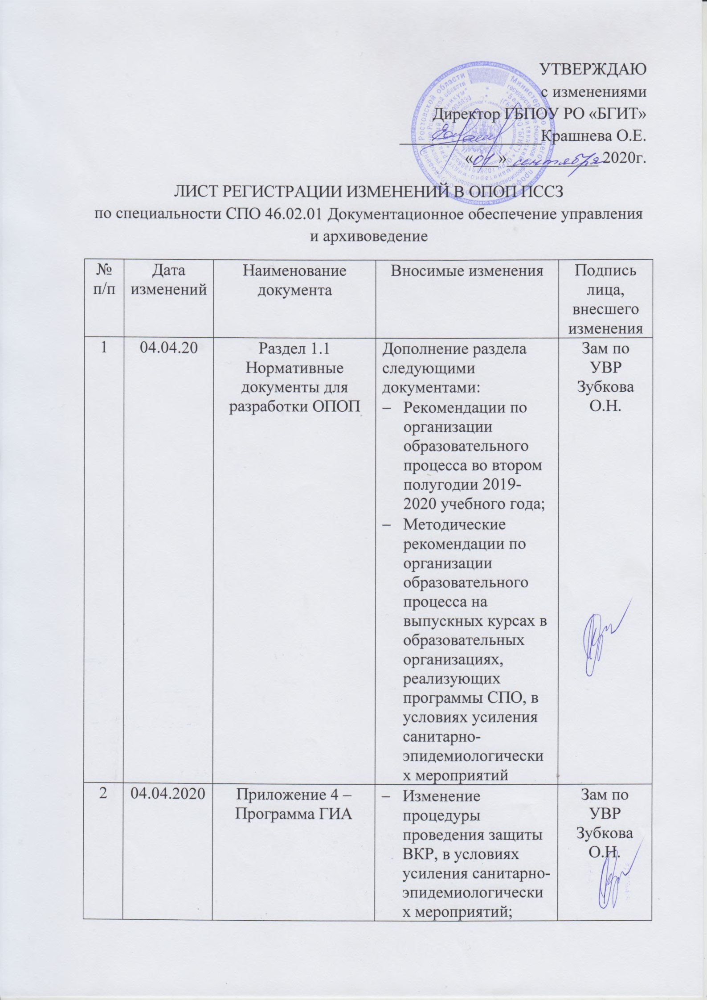 УТВЕРЖДАЮ
с изменениями
Директор ГБПОУ РО «БГИТ»
Крашнева О.Е.
«01» сентября 2020г.
ЛИСТ РЕГИСТРАЦИИ ИЗМЕНЕНИЙ В ОПОП ПССЗ
по специальности СПО 46.02.01 Документационное обеспечение управления
и архивоведение
№
п/п
Дата
изменений
Наименование
документа
Вносимые изменения
Подпись
лица,
внесшего
изменения
1
04.04.20
Раздел 1.1
Нормативные
документы для
разработки ОПОП
Дополнение раздела
следующими
документами:
– Рекомендации по
организации
образовательного
процесса во втором
полугодии 2019-
2020 учебного года;
– Методические
рекомендации по
организации
образовательного
процесса на
выпускных курсах в
образовательных
организациях,
реализующих
программы СПО, в
условиях усиления
санитарно-
эпидемиологически
х мероприятий
Зам по
УВР
Зубкова
О.Н.
2
04.04.2020
Приложение 4 –
Программа ГИА
– Изменение
процедуры
проведения защиты
ВКР, в условиях
усиления санитарно-
эпидемиологически
х мероприятий;
Зам по
УВР
Зубкова
О.Н.